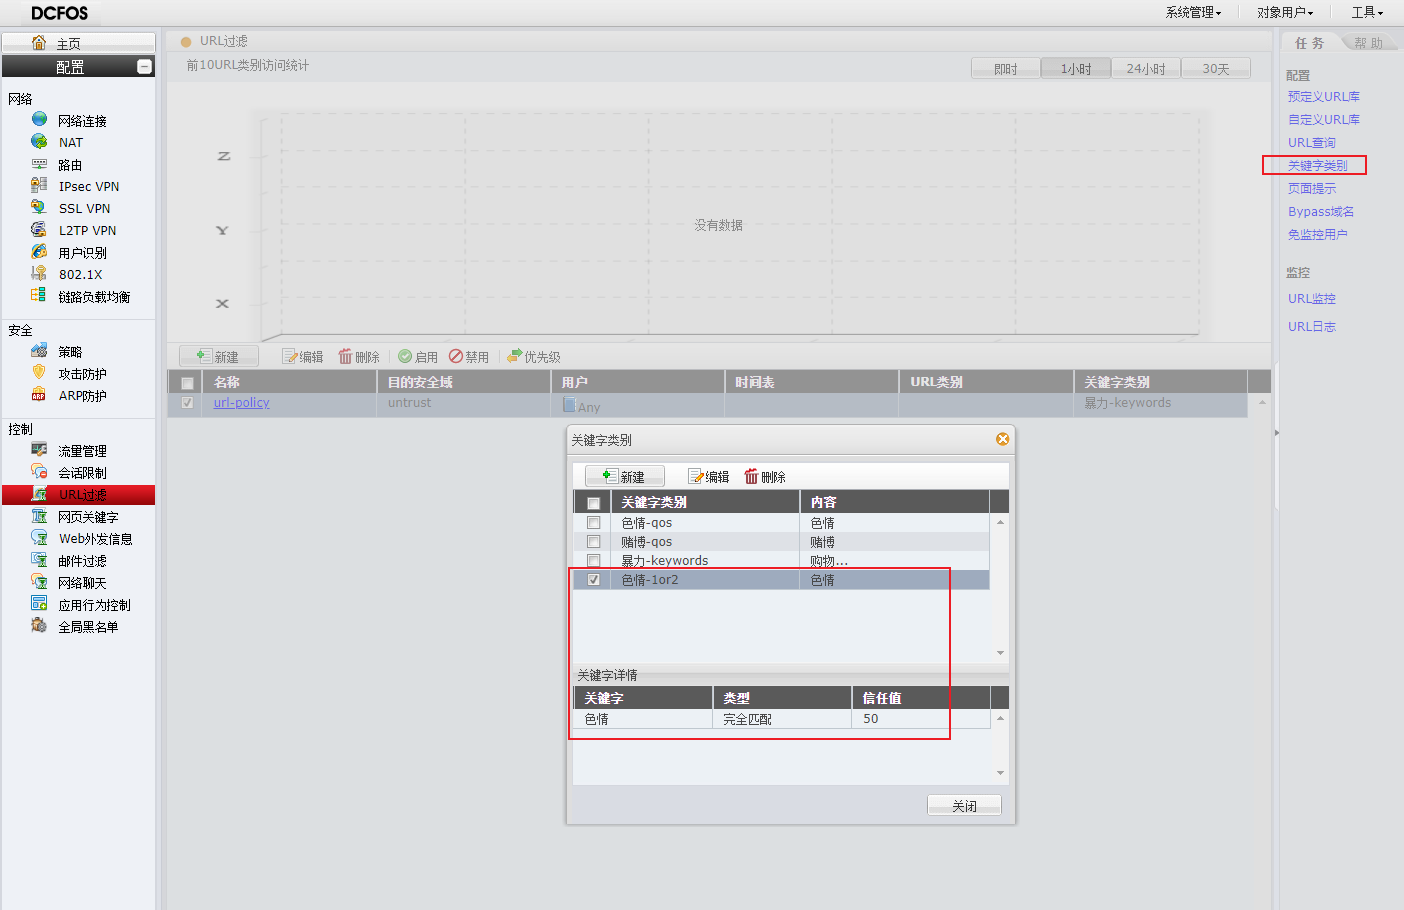 DCFOS
系统管理 对象用户 工具
主页
配置
网络
网络连接
NAT
路由
IPsec VPN
SSL VPN
L2TP VPN
用户识别
802.1X
链路负载均衡
安全
策略
攻击防护
ARP防护
控制
流量管理
会话限制
URL过滤
网页关键字
Web外发信息
邮件过滤
网络聊天
应用行为控制
全局黑名单
URL过滤
前10URL类别访问统计
即时 1小时 24小时 30天
Z
Y
X
没有数据
新建 编辑 删除 启用 禁用 优先级
名称 目的安全域 用户 时间表 URL类别 关键字类别
url-policy untrust Any 暴力-keywords
关键字类别
新建 编辑 删除
关键字类别 内容
色情-qos 色情
赌博-qos 赌博
暴力-keywords 购物...
色情-1or2 色情
关键字详情
关键字 类型 信任值
色情 完全匹配 50
关闭
任务 帮助
配置
预定义URL库
自定义URL库
URL查询
关键字类别
页面提示
Bypass域名
免监控用户
监控
URL监控
URL日志